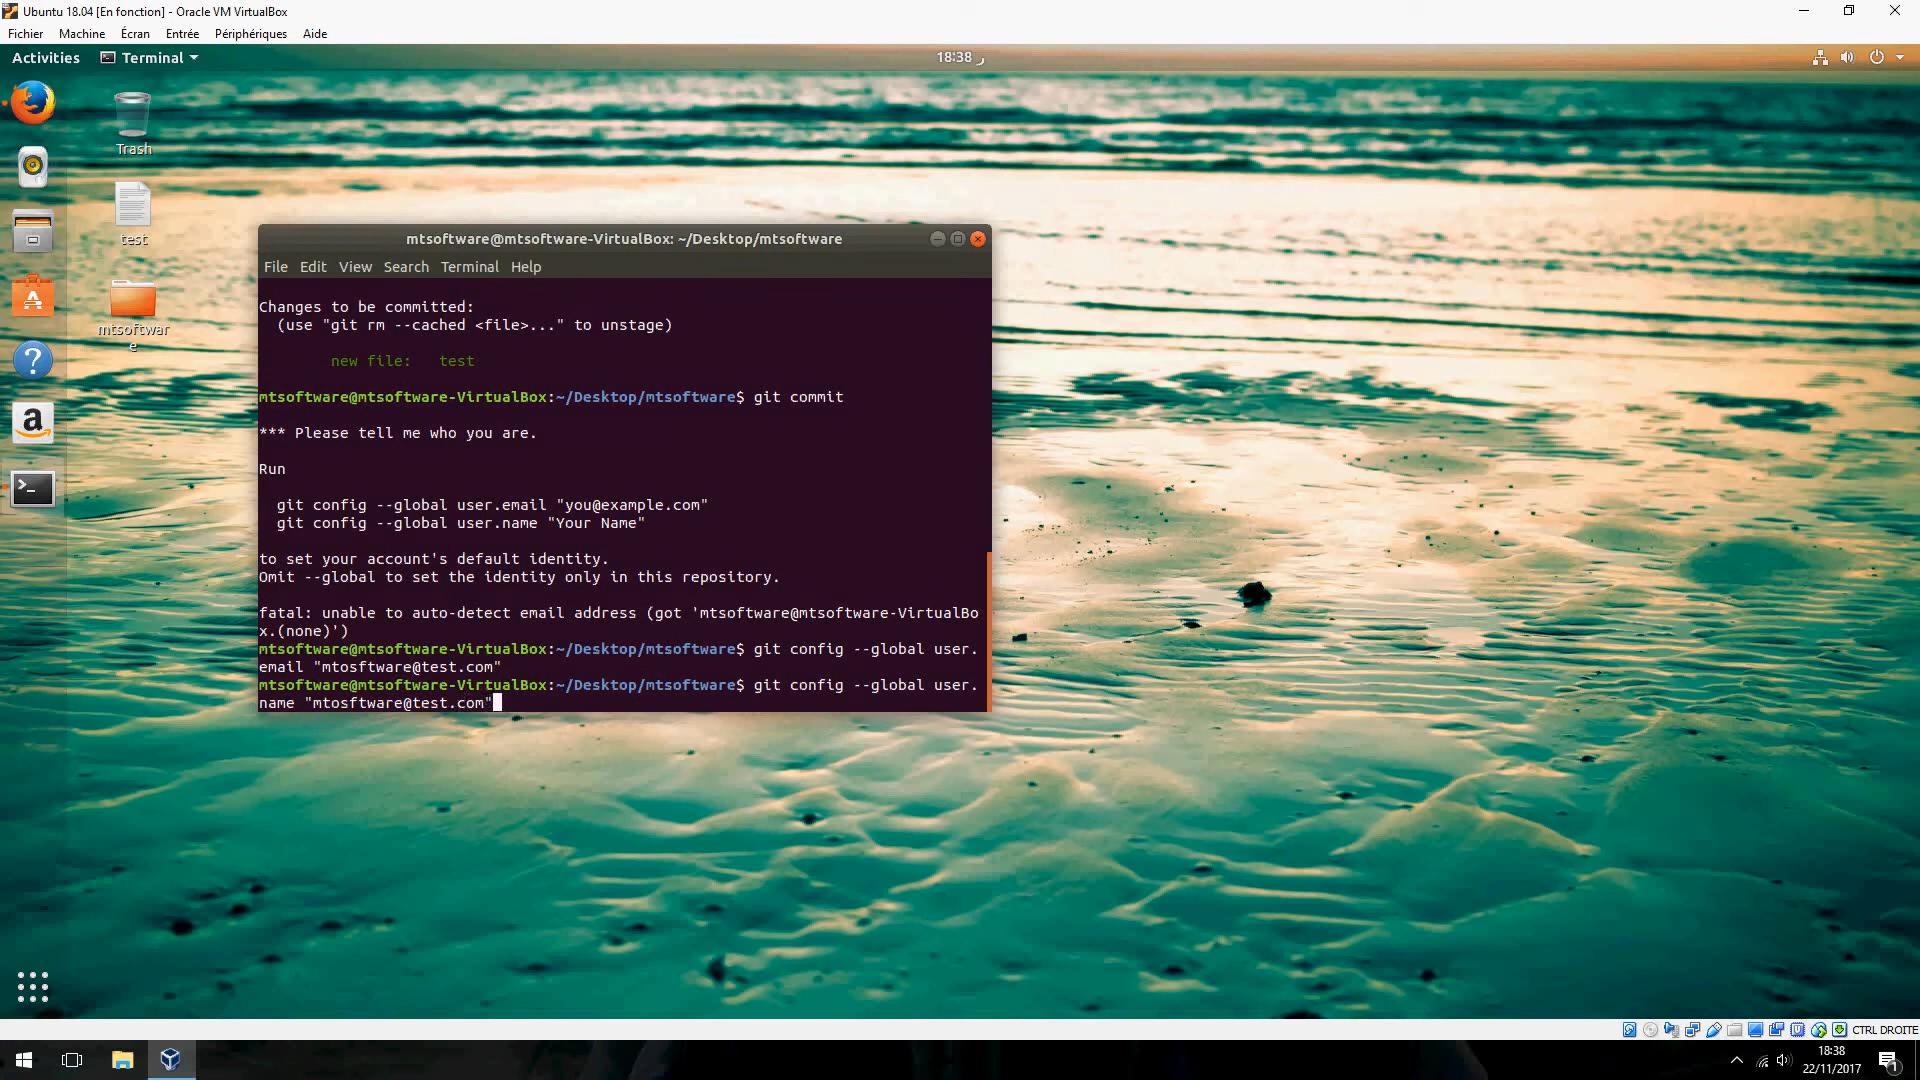 Ubuntu 18.04 [En fonction] - Oracle VM VirtualBox
Fichier Machine Écran Entrée Périphériques Aide
Activities Terminal 18:38
Trash
test
mtsoftwar
e
mtsoftware@mtsoftware-VirtualBox: ~/Desktop/mtsoftware
File Edit View Search Terminal Help
Changes to be committed:
(use "git rm --cached <file>..." to unstage)
new file: test
mtsoftware@mtsoftware-VirtualBox:~/Desktop/mtsoftware$ git commit
*** Please tell me who you are.
Run
git config --global user.email "you@example.com"
git config --global user.name "Your Name"
to set your account's default identity.
Omit --global to set the identity only in this repository.
fatal: unable to auto-detect email address (got 'mtsoftware@mtsoftware-VirtualBo
x.(none)')
mtsoftware@mtsoftware-VirtualBox:~/Desktop/mtsoftware$ git config --global user.
email "mtosftware@test.com"
mtsoftware@mtsoftware-VirtualBox:~/Desktop/mtsoftware$ git config --global user.
name "mtosftware@test.com"
CTRL DROITE
18:38
22/11/2017
1